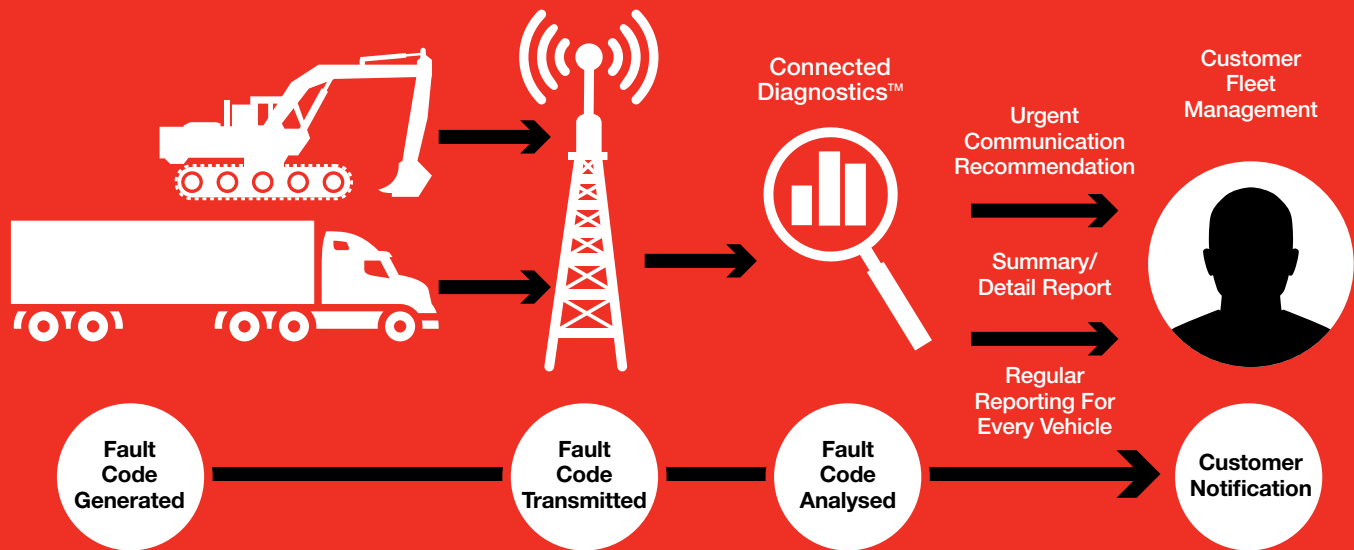 Connected
Diagnostics™
Urgent
Communication
Recommendation
Summary/
Detail Report
Regular
Reporting For
Every Vehicle
Customer
Fleet
Management
Fault
Code
Generated
Fault
Code
Transmitted
Fault
Code
Analysed
Customer
Notification